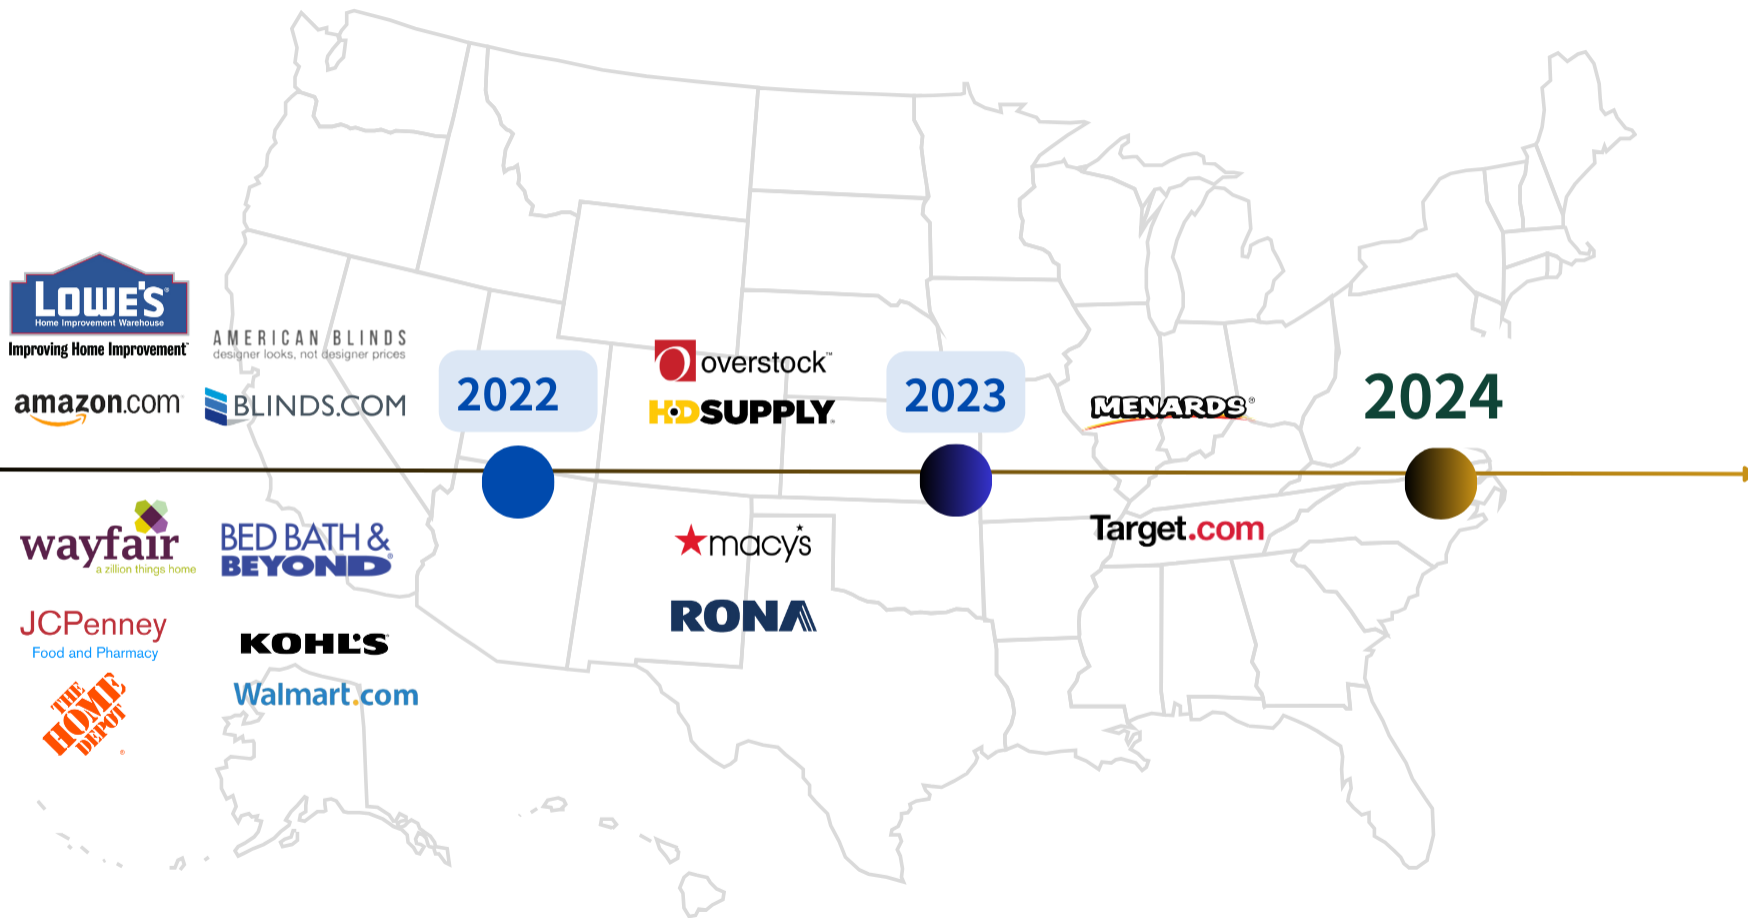 LOWE'S®
Home Improvement Warehouse
Improving Home Improvement™
AMERICAN BLINDS
designer looks, not designer prices
amazon.com
BLINDS.COM
2022
overstock™
HDSUPPLY
2023
MENARDS®
2024
wayfair
a zillion things home
BED BATH &
BEYOND®
macy's
Target.com
JCPenney
Food and Pharmacy
KOHL'S
RONA
THE
HOME
DEPOT
®
Walmart.com